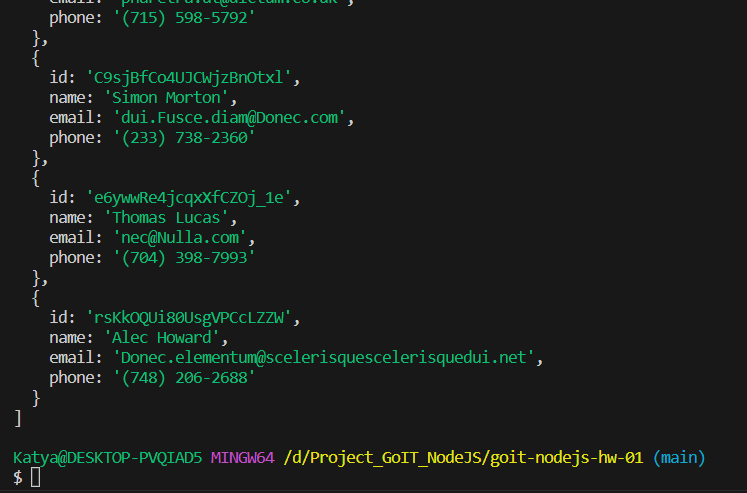 phone: '(715) 598-5792'
},
{
id: 'C9sjBfCo4UJCWjzBnOtxl',
name: 'Simon Morton',
email: 'dui.Fusce.diam@Donec.com',
phone: '(233) 738-2360'
},
{
id: 'e6ywwRe4jcqxXfCZOj_1e',
name: 'Thomas Lucas',
email: 'nec@Nulla.com',
phone: '(704) 398-7993'
},
{
id: 'rsKkOQUi80UsgVPCcLZZW',
name: 'Alec Howard',
email: 'Donec.elementum@scelerisquescelerisquedui.net',
phone: '(748) 206-2688'
}
]
Katya@DESKTOP-PVQIAD5 MINGW64 /d/Project_GoIT_NodeJS/goit-nodejs-hw-01 (main)
$